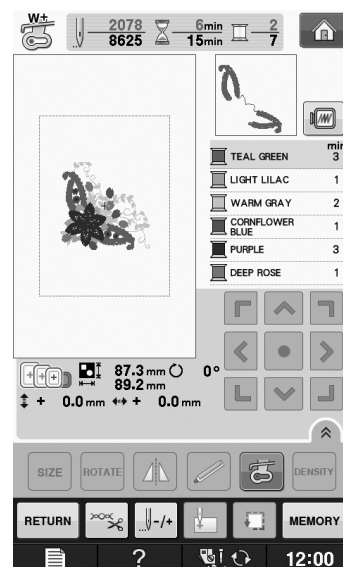 W+
2078 6min 2
8625 15min 7
min
TEAL GREEN 3
LIGHT LILAC 1
WARM GRAY 2
CORNFLOWER
BLUE 1
PURPLE 3
DEEP ROSE 1
87.3 mm 0°
89.2 mm
+ 0.0 mm + 0.0 mm
SIZE ROTATE DENSITY
RETURN -/+ MEMORY
? 12:00